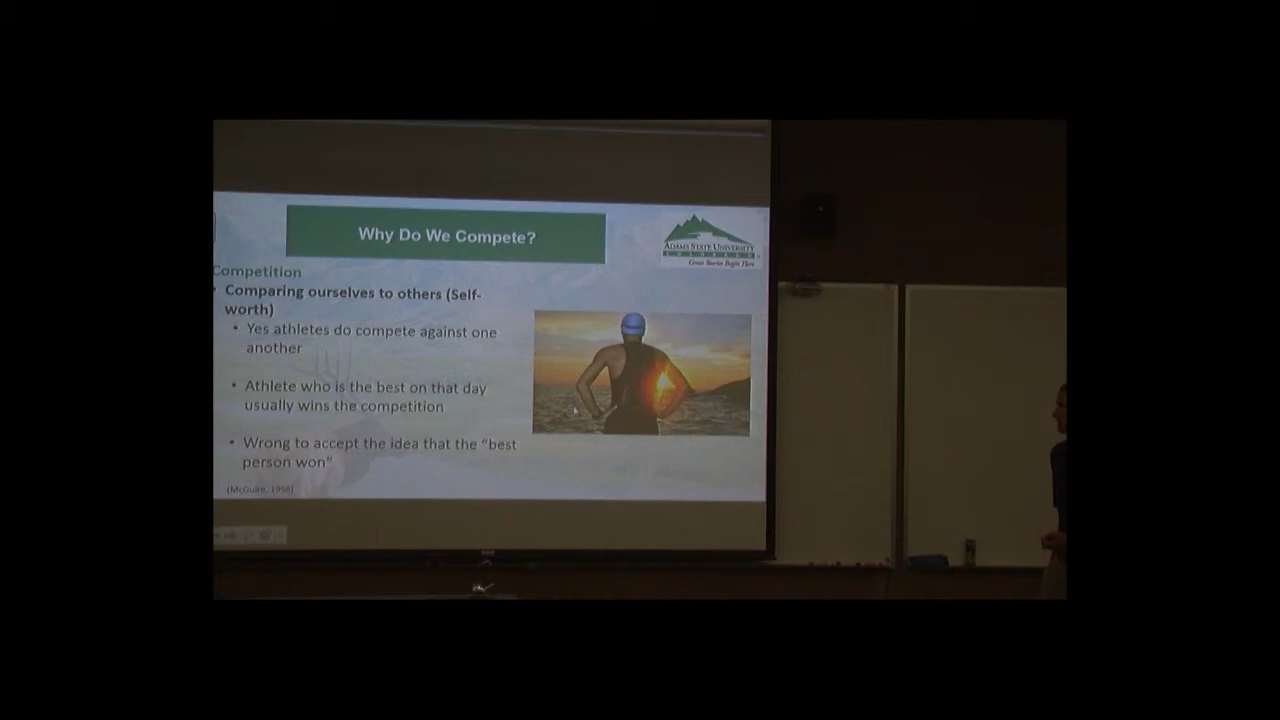 Why Do We Compete?
ADAMS STATE UNIVERSITY
COLORADO
Great Stories Begin Here
Competition
• Comparing ourselves to others (Self-
worth)
• Yes athletes do compete against one
another
• Athlete who is the best on that day
usually wins the competition
• Wrong to accept the idea that the “best
person won”
(McGuire, 1998)